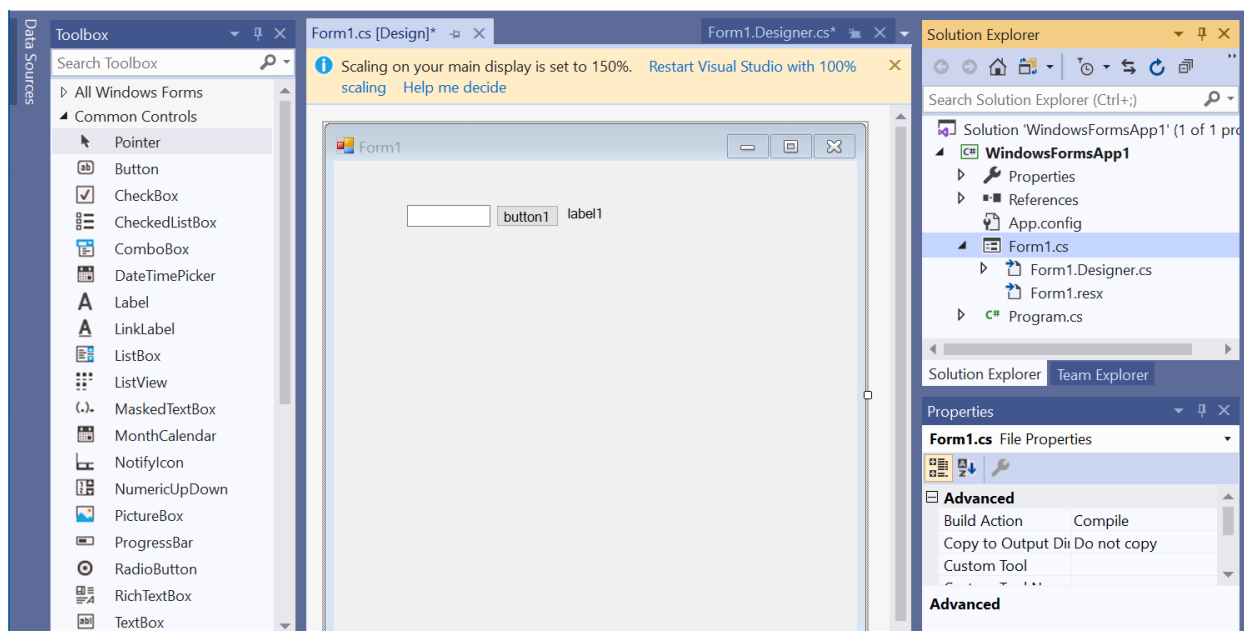 Data Sources
Toolbox
Search Toolbox
All Windows Forms
Common Controls
Pointer
Button
CheckBox
CheckedListBox
ComboBox
DateTimePicker
Label
LinkLabel
ListBox
ListView
MaskedTextBox
MonthCalendar
NotifyIcon
NumericUpDown
PictureBox
ProgressBar
RadioButton
RichTextBox
TextBox
Form1.cs [Design]*
Form1.Designer.cs*
Scaling on your main display is set to 150%. Restart Visual Studio with 100%
scaling Help me decide
Form1
button1 label1
Solution Explorer
Search Solution Explorer (Ctrl+;)
Solution 'WindowsFormsApp1' (1 of 1 pro
C# WindowsFormsApp1
Properties
References
App.config
Form1.cs
Form1.Designer.cs
Form1.resx
C# Program.cs
Solution Explorer Team Explorer
Properties
Form1.cs File Properties
Advanced
Build Action Compile
Copy to Output Dir Do not copy
Custom Tool
Advanced